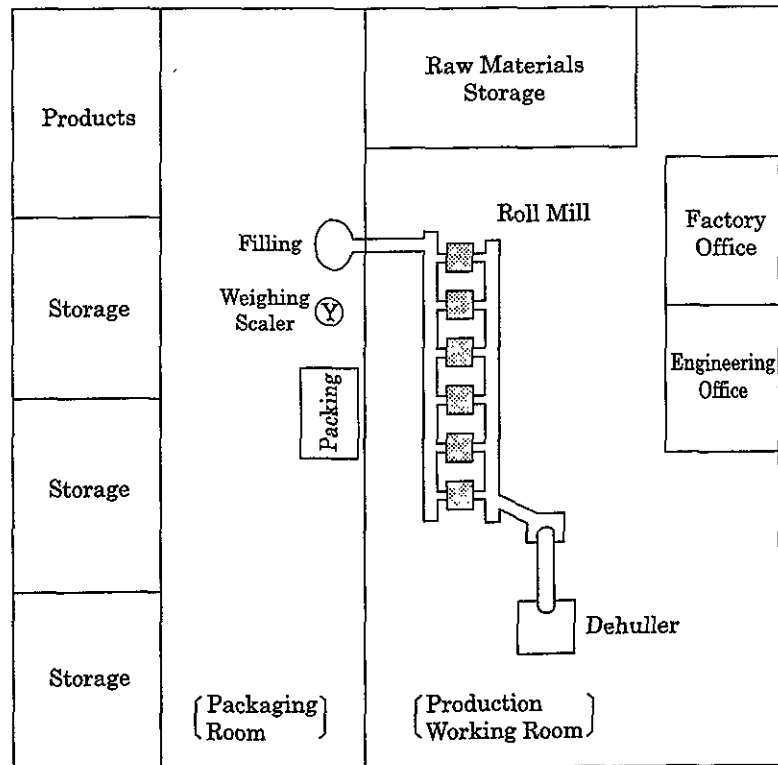 Raw Materials
Storage
Products
Roll Mill
Factory
Office
Filling
Weighing
Scaler
Y
Storage
Engineering
Office
Packing
Storage
Dehuller
Storage
Packaging
Room
Production
Working Room